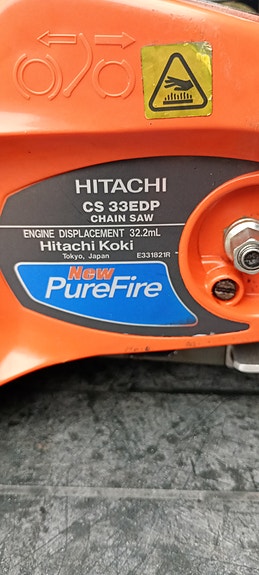 HITACHI
CS 33EDP
CHAIN SAW
ENGINE DISPLACEMENT 32.2mL
Hitachi Koki
Tokyo, Japan E331821R
New
PureFire